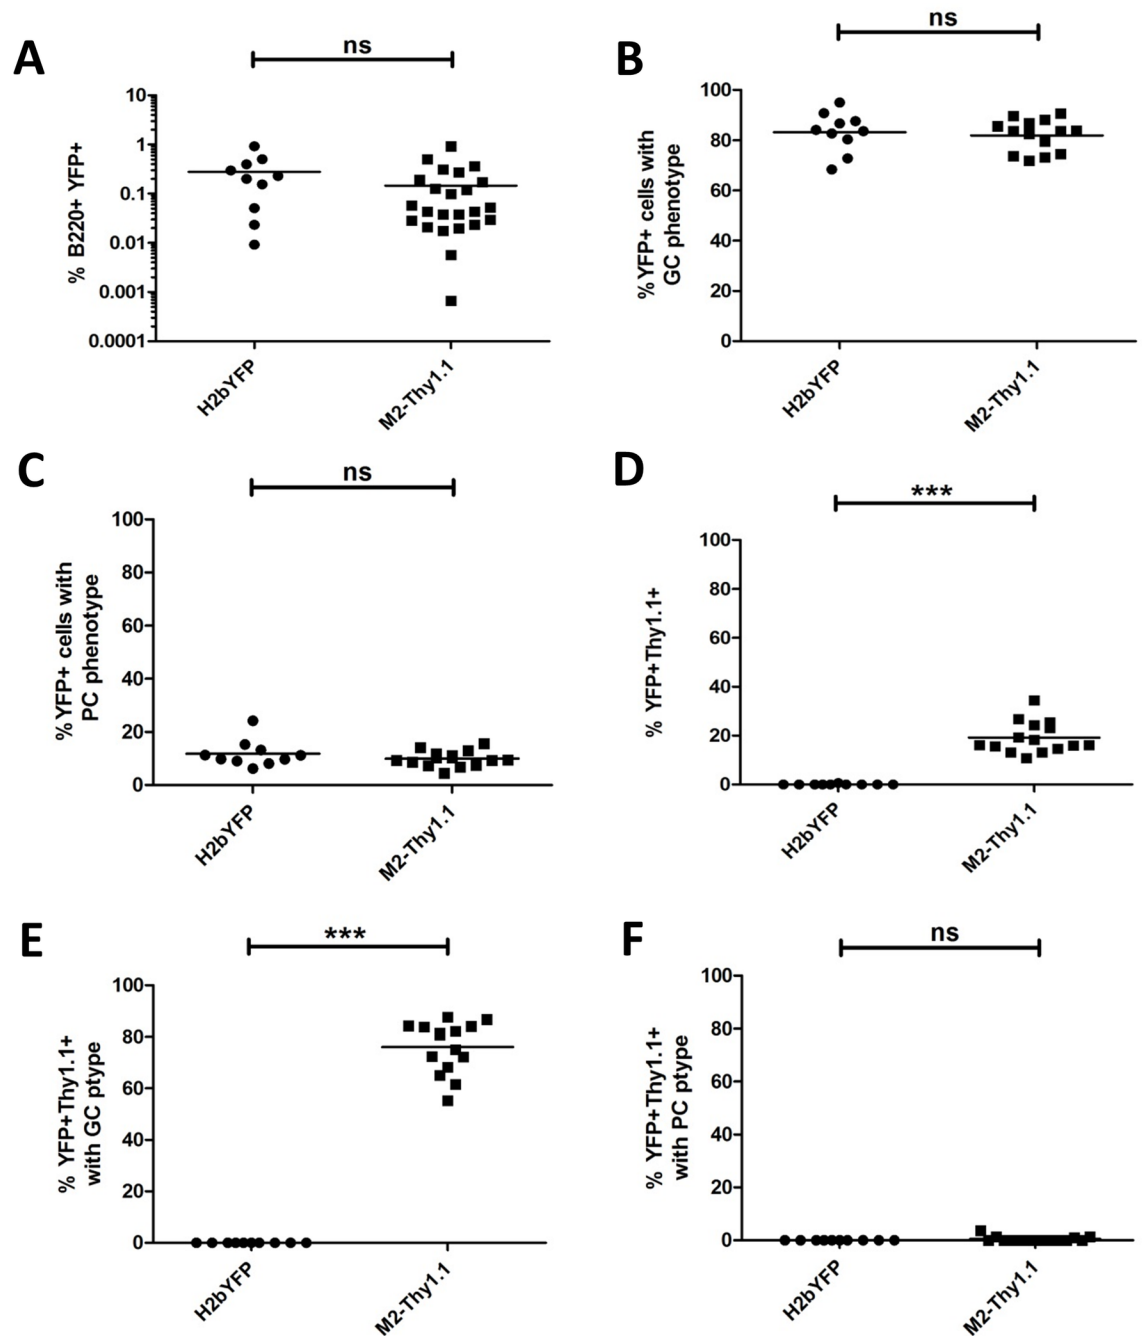 A
ns
% B220+ YFP+
10
1
0.1
0.01
0.001
0.0001
H2bYFP
M2-Thy1.1
B
ns
%YFP+ cells with
GC phenotype
100
80
60
40
20
0
H2bYFP
M2-Thy1.1
C
ns
%YFP+ cells with
PC phenotype
100
80
60
40
20
0
H2bYFP
M2-Thy1.1
D
***
% YFP+Thy1.1+
100
80
60
40
20
0
H2bYFP
M2-Thy1.1
E
***
% YFP+Thy1.1+
with GC ptype
100
80
60
40
20
0
H2bYFP
M2-Thy1.1
F
ns
% YFP+Thy1.1+
with PC ptype
100
80
60
40
20
0
H2bYFP
M2-Thy1.1